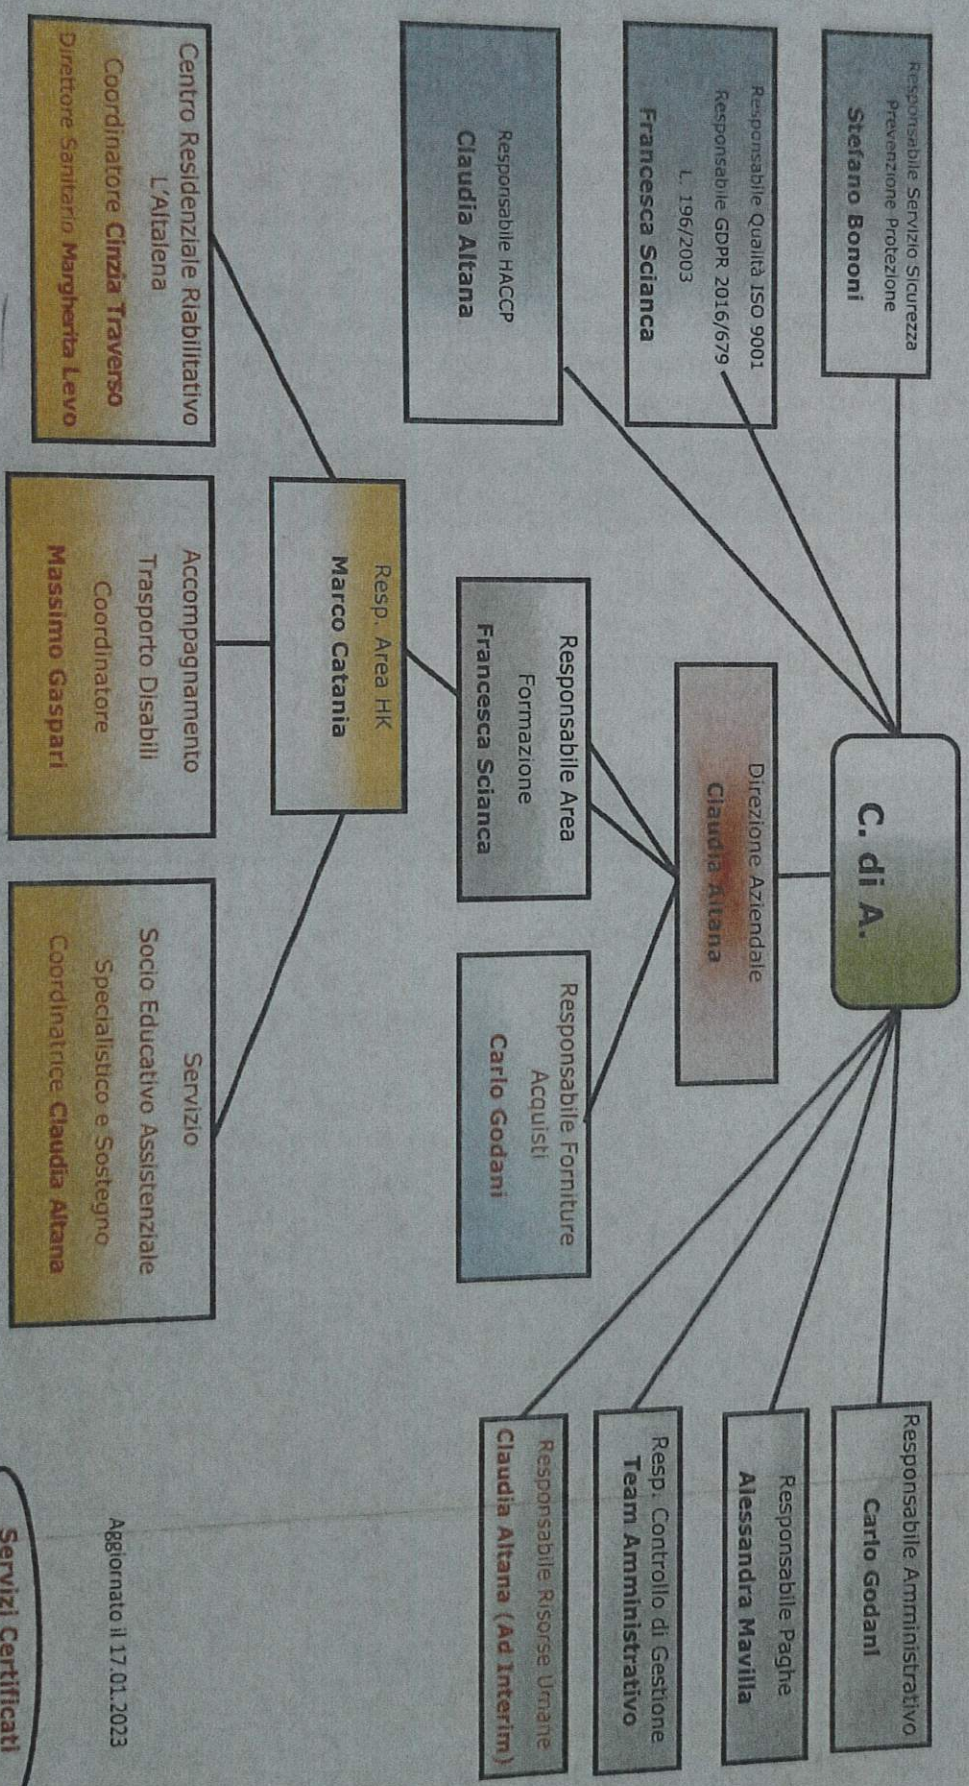 C. di A.
Responsabile Servizio Sicurezza
Prevenzione Protezione
Stefano Bononi
Responsabile Qualità ISO 9001
Responsabile GDPR 2016/679
L. 196/2003
Francesca Scianca
Responsabile HACCP
Claudia Altana
Direzione Aziendale
Claudia Altana
Responsabile Amministrativo
Carlo Godani
Responsabile Paghe
Alessandra Mavilla
Resp. Controllo di Gestione
Team Amministrativo
Responsabile Risorse Umane
Claudia Altana (Ad Interim)
Responsabile Area
Formazione
Francesca Scianca
Responsabile Forniture
Acquisti
Carlo Godani
Resp. Area HK
Marco Catania
Centro Residenziale Riabilitativo
L'Altalena
Coordinatore Cinzia Traverso
Direttore Sanitario Margherita Levo
Accompagnamento
Trasporto Disabili
Coordinatore
Massimo Gaspari
Servizio
Socio Educativo Assistenziale
Specialistico e Sostegno
Coordinatrice Claudia Altana
Aggiornato il 17.01.2023
Servizi Certificati